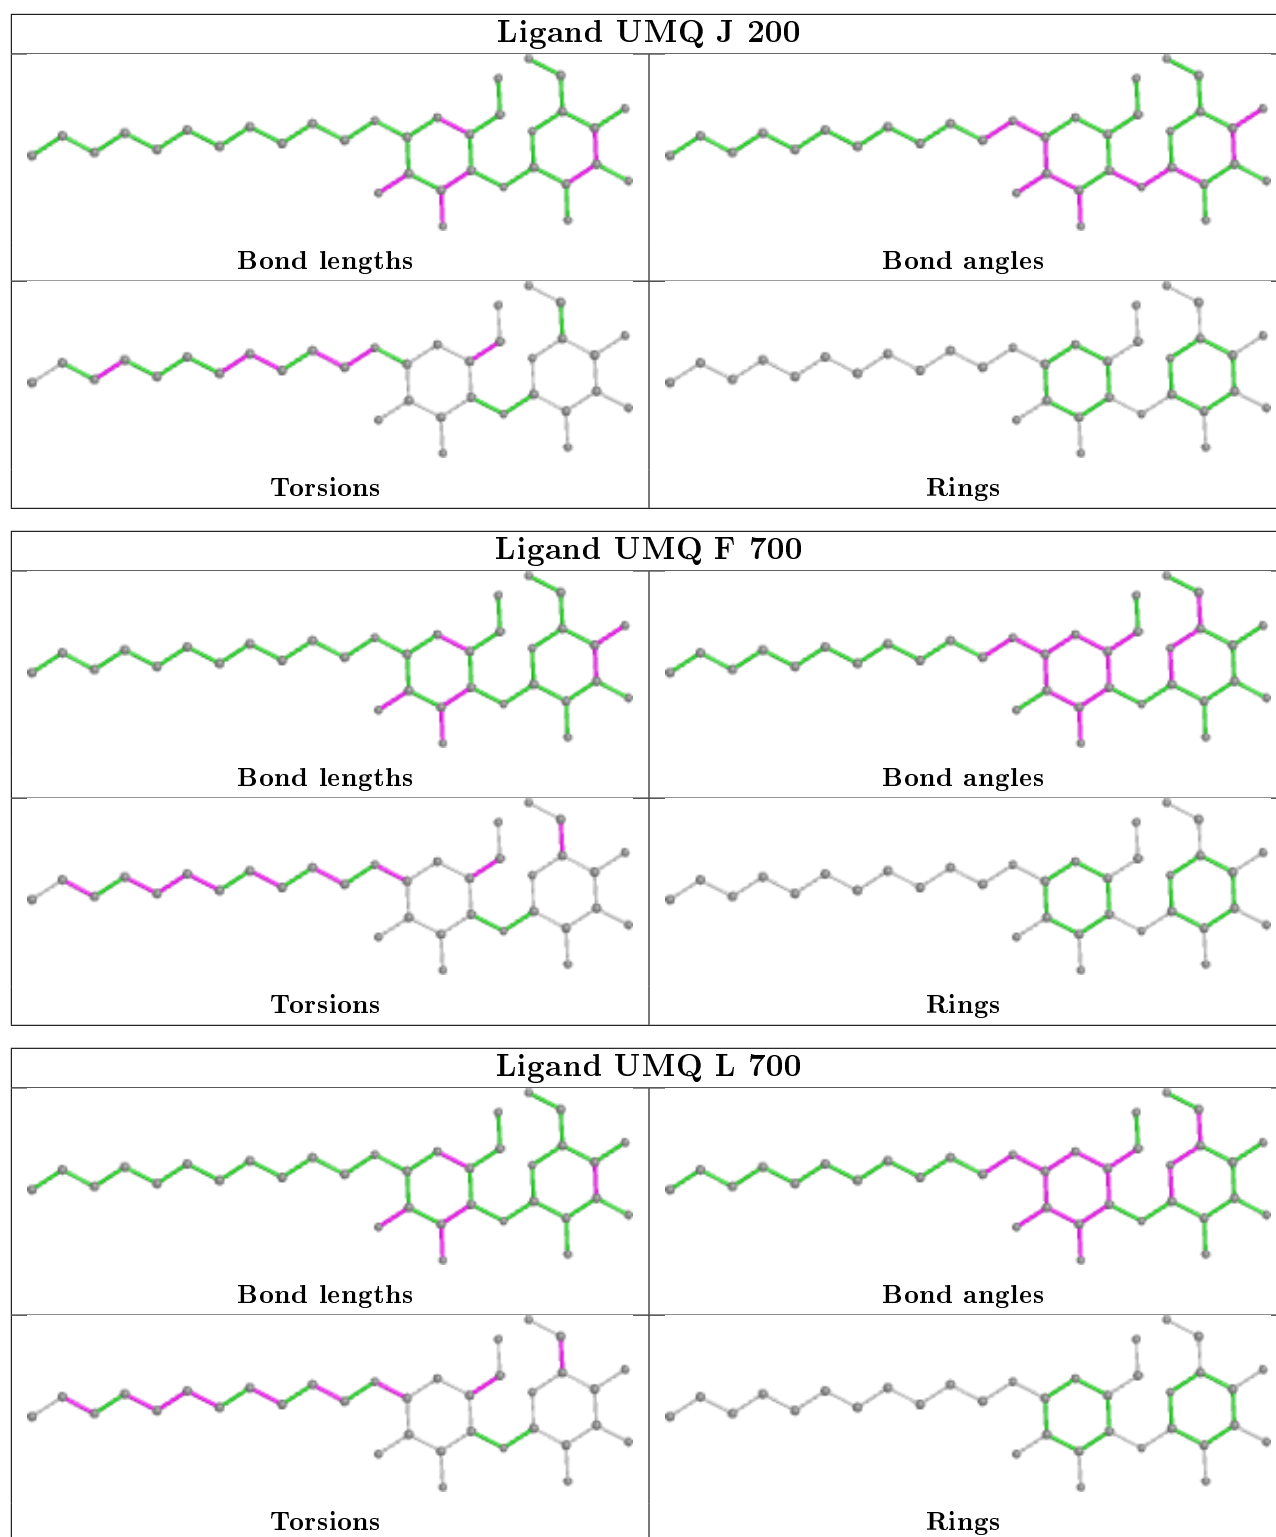 Ligand UMQ J 200
Bond lengths
Bond angles
Torsions
Rings
Ligand UMQ F 700
Bond lengths
Bond angles
Torsions
Rings
Ligand UMQ L 700
Bond lengths
Bond angles
Torsions
Rings